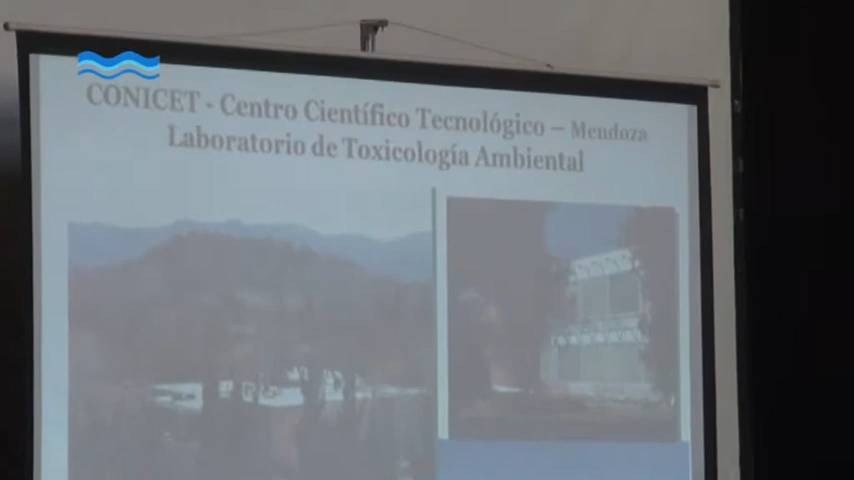 CONICET - Centro Científico Tecnológico – Mendoza
Laboratorio de Toxicología Ambiental